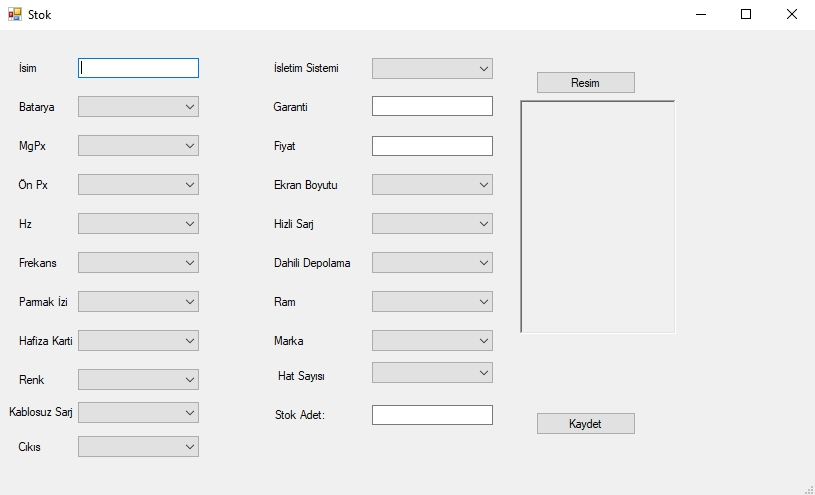 Stok
İsim
Batarya
MgPx
Ön Px
Hz
Frekans
Parmak İzi
Hafiza Karti
Renk
Kablosuz Sarj
Cıkıs
İsletim Sistemi
Garanti
Fiyat
Ekran Boyutu
Hizli Sarj
Dahili Depolama
Ram
Marka
Hat Sayısı
Stok Adet:
Resim
Kaydet